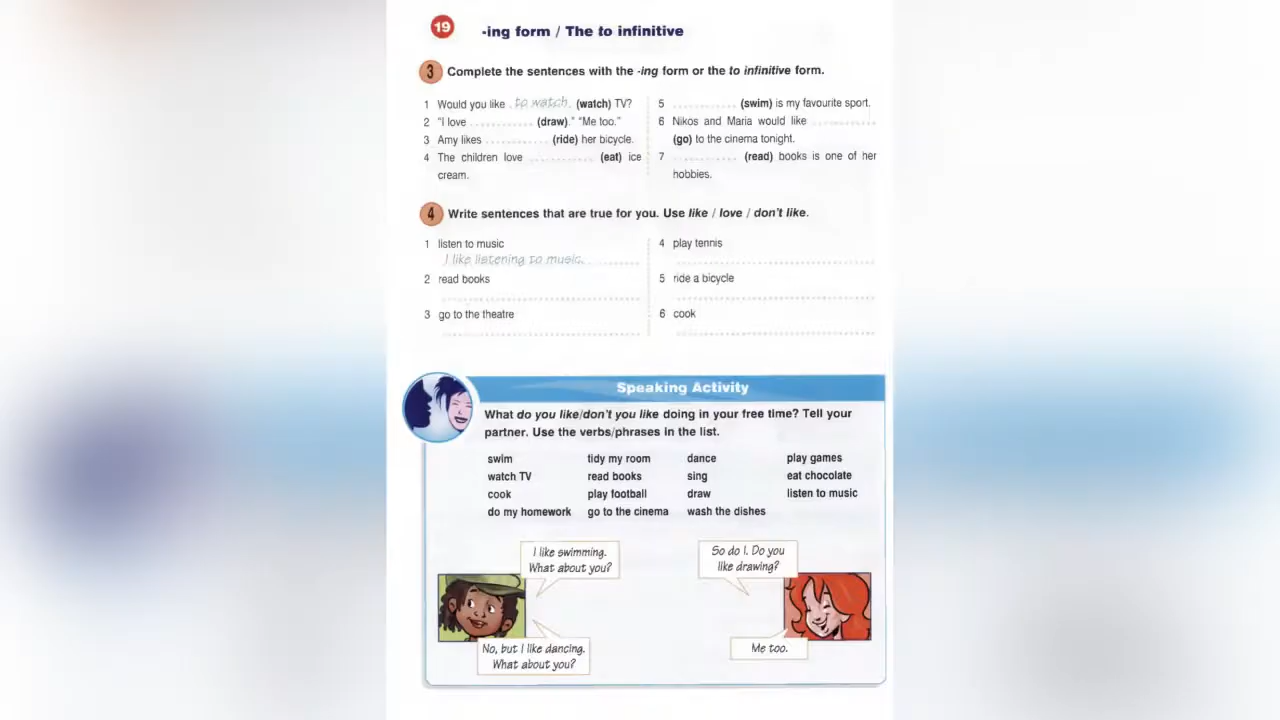 19 -ing form / The to infinitive
3 Complete the sentences with the -ing form or the to infinitive form.
1 Would you like to watch (watch) TV?
2 "I love ............ (draw)." "Me too."
3 Amy likes ............ (ride) her bicycle.
4 The children love ............ (eat) ice
cream.
5 ............ (swim) is my favourite sport.
6 Nikos and Maria would like ............
(go) to the cinema tonight.
7 ............ (read) books is one of her
hobbies.
4 Write sentences that are true for you. Use like / love / don't like.
1 listen to music
I like listening to music.
2 read books
3 go to the theatre
4 play tennis
5 ride a bicycle
6 cook
Speaking Activity
What do you like/don't you like doing in your free time? Tell your
partner. Use the verbs/phrases in the list.
swim tidy my room dance play games
watch TV read books sing eat chocolate
cook play football draw listen to music
do my homework go to the cinema wash the dishes
I like swimming.
What about you?
So do I. Do you
like drawing?
No, but I like dancing.
What about you?
Me too.